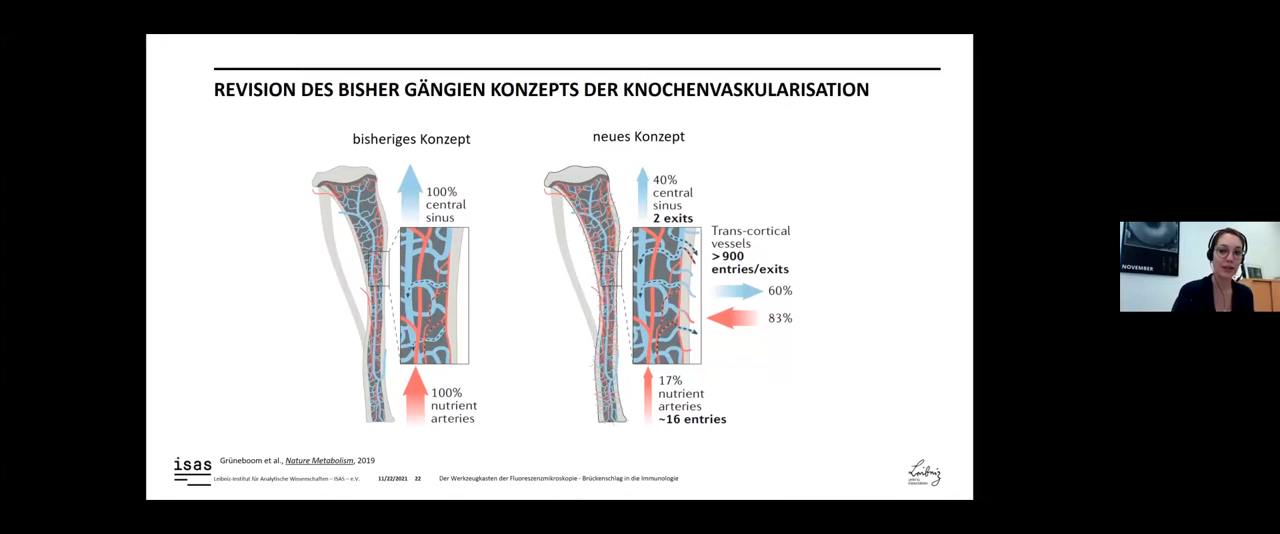 REVISION DES BISHER GÄNGIEN KONZEPTS DER KNOCHENVASKULARISATION
bisheriges Konzept
100%
central
sinus
100%
nutrient
arteries
neues Konzept
40%
central
sinus
2 exits
Trans-cortical
vessels
>900
entries/exits
60%
83%
17%
nutrient
arteries
~16 entries
Grüneboom et al., Nature Metabolism, 2019
isas
Leibniz-Institut für Analytische Wissenschaften – ISAS – e.V.
11/22/2021 22
Der Werkzeugkasten der Fluoreszenzmikroskopie - Brückenschlag in die Immunologie
Leibniz
NOVEMBER